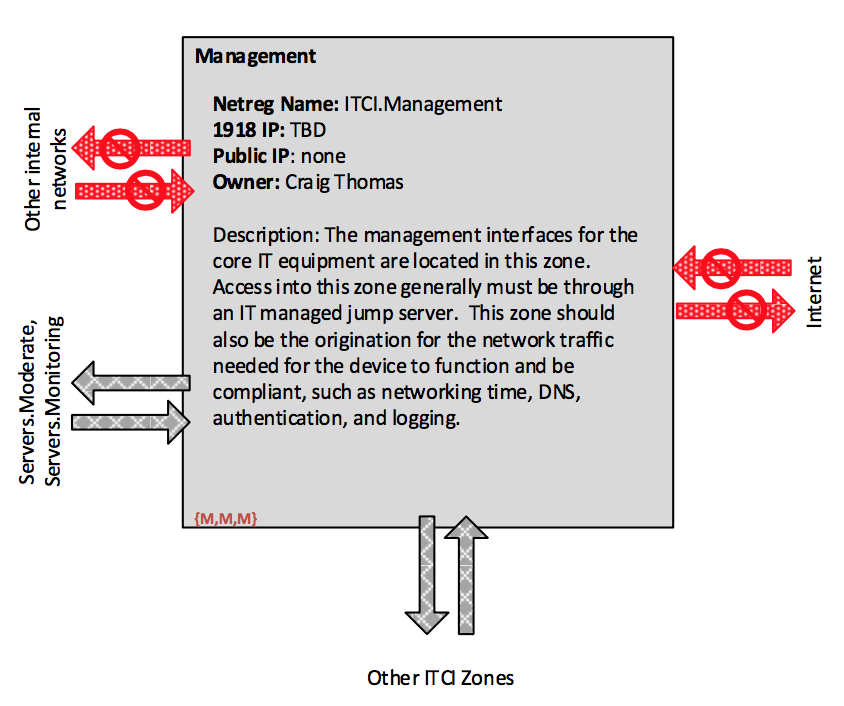 Management
Netreg Name: ITCI.Management
1918 IP: TBD
Public IP: none
Owner: Craig Thomas
Description: The management interfaces for the
core IT equipment are located in this zone.
Access into this zone generally must be through
an IT managed jump server. This zone should
also be the origination for the network traffic
needed for the device to function and be
compliant, such as networking time, DNS,
authentication, and logging.
{M,M,M}
Other internal
networks
Servers.Moderate,
Servers.Monitoring
Internet
Other ITCI Zones